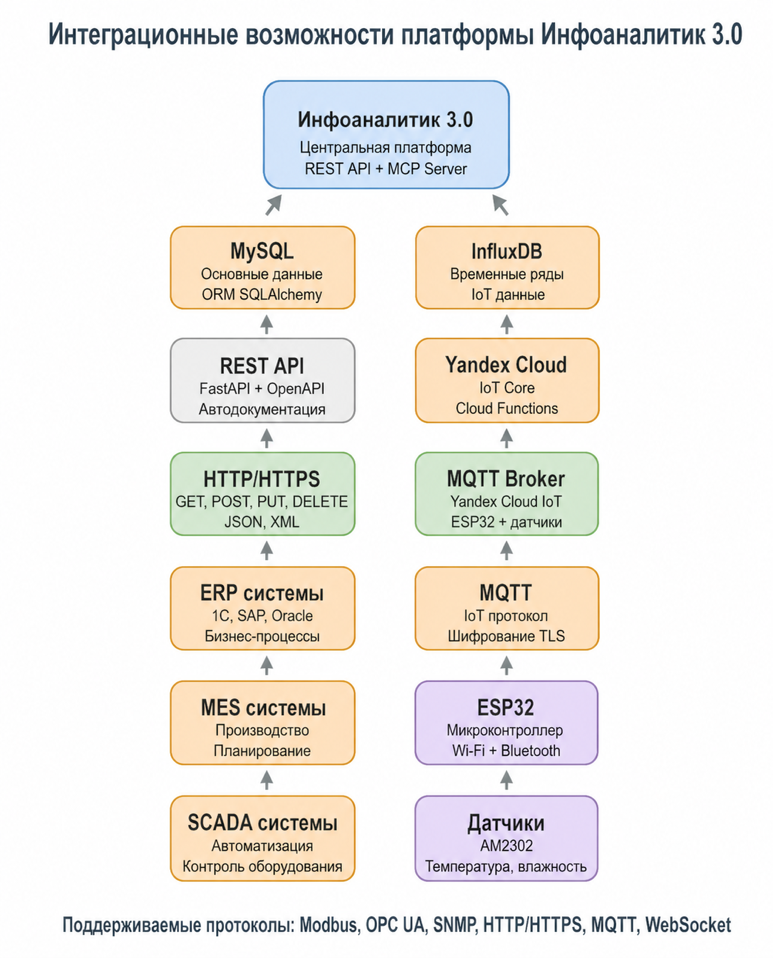 Интеграционные возможности платформы Инфоаналитик 3.0
Инфоаналитик 3.0
Центральная платформа
REST API + MCP Server
MySQL
Основные данные
ORM SQLAlchemy
InfluxDB
Временные ряды
IoT данные
REST API
FastAPI + OpenAPI
Автодокументация
Yandex Cloud
IoT Core
Cloud Functions
HTTP/HTTPS
GET, POST, PUT, DELETE
JSON, XML
MQTT Broker
Yandex Cloud IoT
ESP32 + датчики
ERP системы
1С, SAP, Oracle
Бизнес-процессы
MQTT
IoT протокол
Шифрование TLS
MES системы
Производство
Планирование
ESP32
Микроконтроллер
Wi-Fi + Bluetooth
SCADA системы
Автоматизация
Контроль оборудования
Датчики
AM2302
Температура, влажность
Поддерживаемые протоколы: Modbus, OPC UA, SNMP, HTTP/HTTPS, MQTT, WebSocket